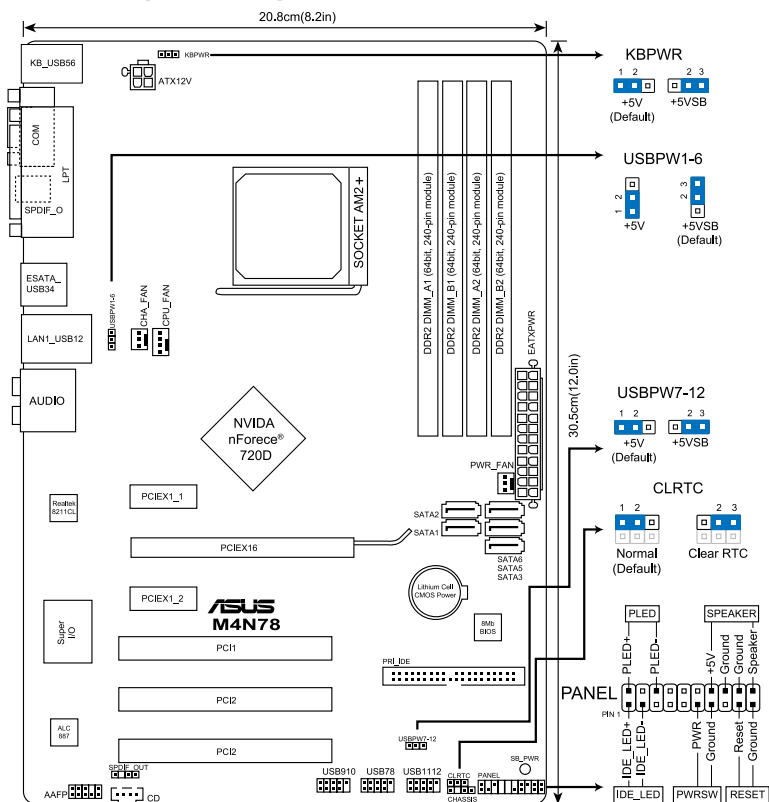 20.8cm(8.2in)
KB_USB56
KBPWR
ATX12V
KBPWR
1 2
2 3
+5V
(Default)
+5VSB
COM
LPT
SPDIF_O
SOCKET AM2+
DDR2 DIMM_A1 (64bit, 240-pin module)
DDR2 DIMM_B1 (64bit, 240-pin module)
DDR2 DIMM_A2 (64bit, 240-pin module)
DDR2 DIMM_B2 (64bit, 240-pin module)
USBPW1-6
1 2
2 3
+5V
+5VSB
(Default)
ESATA_
USB34
USBPW1-6
CHA_FAN
CPU_FAN
LAN1_USB12
EATXPWR
30.5cm(12.0in)
AUDIO
NVIDA
nForece®
720D
USBPW7-12
1 2
2 3
+5V
(Default)
+5VSB
PWR_FAN
Realtek
8211CL
PCIEX1_1
SATA2
SATA1
PCIEX16
SATA6
SATA5
SATA3
CLRTC
1 2
2 3
Normal
(Default)
Clear RTC
Super
I/O
PCIEX1_2
ASUS
M4N78
Lithium Cell
CMOS Power
8Mb
BIOS
PCI1
PRI_IDE
PCI2
ALC
887
PCI2
USBPW7-12
SPDIF_OUT
AAFP
CD
USB910
USB78
USB1112
CLRTC
CHASSIS
PANEL
SB_PWR
PLED
SPEAKER
PLED+
PLED-
+5V
Ground
Ground
Speaker
PANEL
PIN 1
IDE_LED+
IDE_LED-
PWR
Ground
Reset
Ground
IDE_LED
PWRSW
RESET